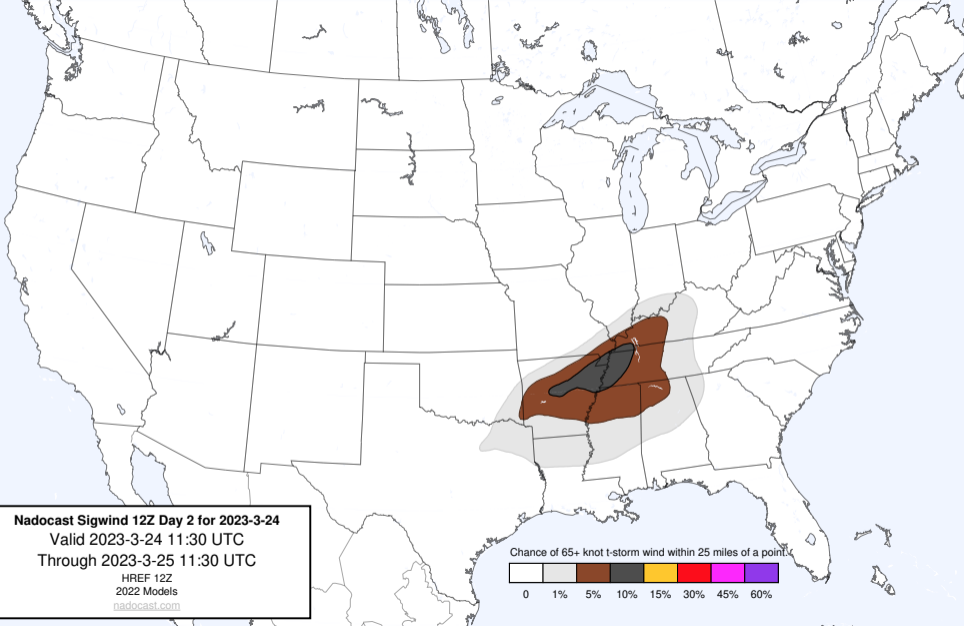 Nadocast Sigwind 12Z Day 2 for 2023-3-24
Valid 2023-3-24 11:30 UTC
Through 2023-3-25 11:30 UTC
HREF 12Z
2022 Models
nadocast.com
Chance of 65+ knot t-storm wind within 25 miles of a point.
0 1% 5% 10% 15% 30% 45% 60%